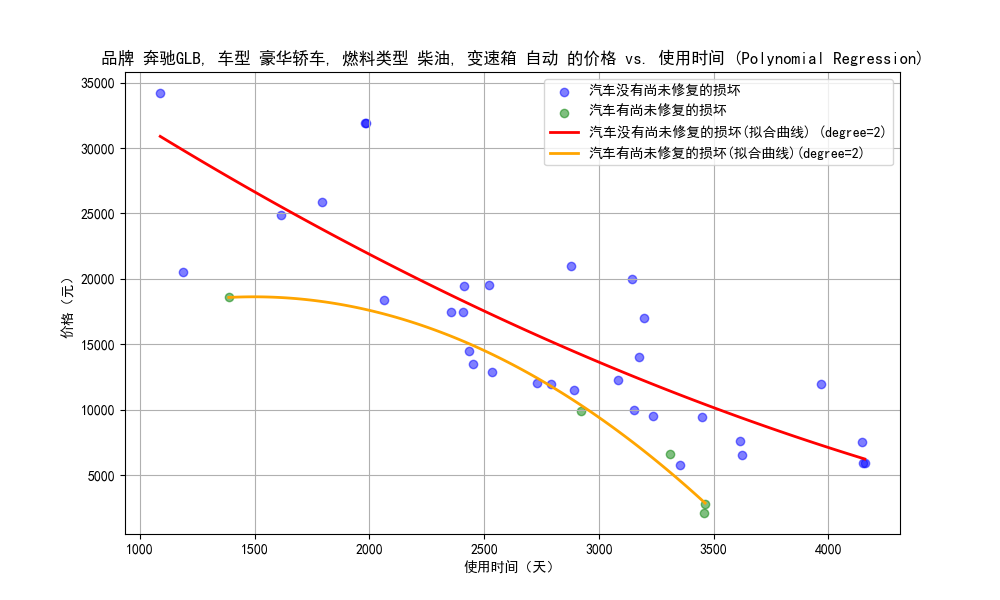 品牌 奔驰GLB, 车型 豪华轿车, 燃料类型 柴油, 变速箱 自动 的价格 vs. 使用时间 (Polynomial Regression)
汽车没有尚未修复的损坏
汽车有尚未修复的损坏
汽车没有尚未修复的损坏(拟合曲线) (degree=2)
汽车有尚未修复的损坏(拟合曲线)(degree=2)
35000
30000
25000
20000
15000
10000
5000
价格（元）
1000 1500 2000 2500 3000 3500 4000
使用时间（天）